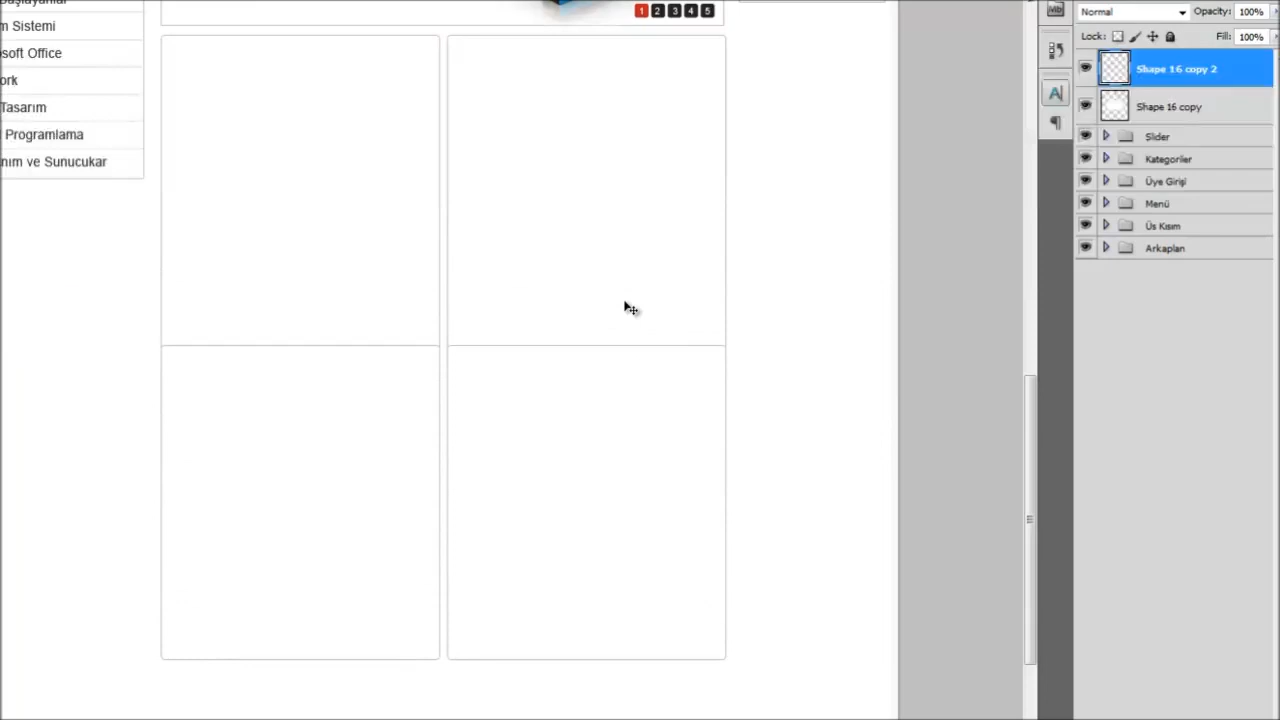 m Sistemi
soft Office
ork
Tasarım
Programlama
nım ve Sunucukar
1 2 3 4 5
Mb
Normal Opacity: 100%
Lock: Fill: 100%
A
Shape 16 copy 2
Shape 16 copy
Slider
Kategoriler
Üye Girişi
Menü
Üs Kısım
Arkaplan